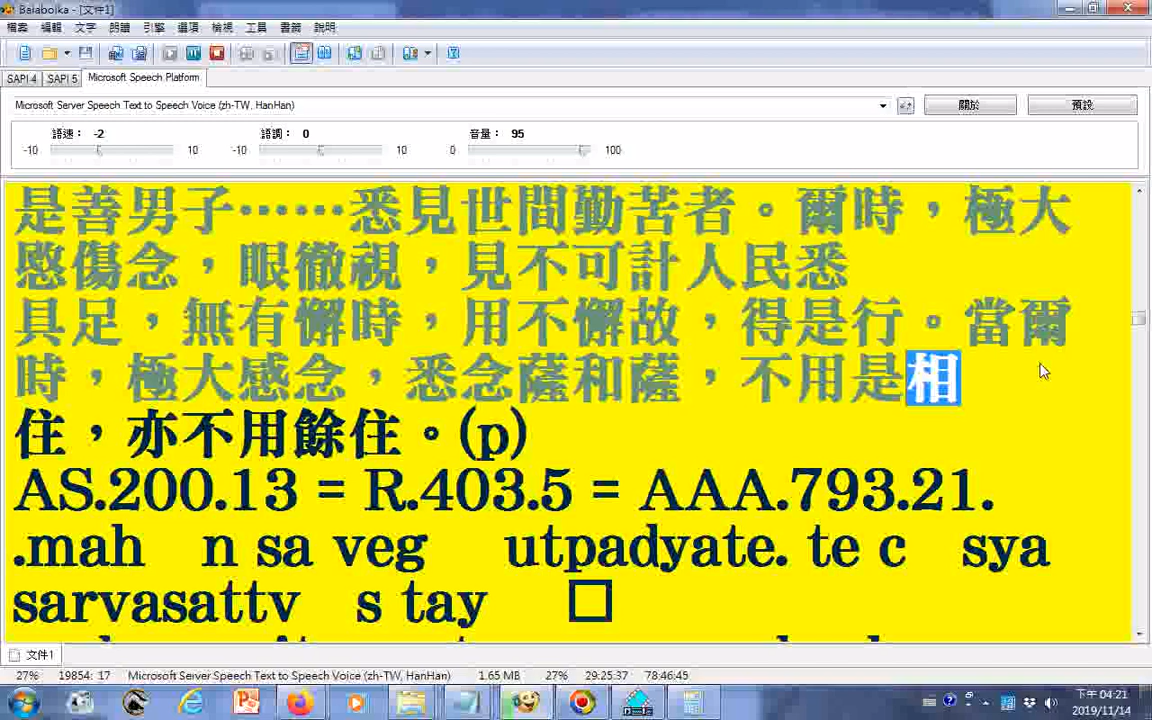 Balabolka - [文件1]
檔案 編輯 文字 朗讀 引擎 選項 檢視 工具 書籤 說明
SAPI 4 SAPI 5 Microsoft Speech Platform
Microsoft Server Speech Text to Speech Voice (zh-TW, HanHan) 關於 預設
語速： -2 語調： 0 音量： 95
-10 10 -10 10 0 100
是善男子……悉見世間勤苦者。爾時，極大
愍傷念，眼徹視，見不可計人民悉
具足，無有懈時，用不懈故，得是行。當爾
時，極大感念，悉念薩和薩，不用是相
住，亦不用餘住。(p)
AS.200.13 = R.403.5 = AAA.793.21.
.mah n sa veg utpadyate. te c sya
sarvasattv s tay □
文件1
27% 19854: 17 Microsoft Server Speech Text to Speech Voice (zh-TW, HanHan) 1.65 MB 27% 29:25:37 78:46:45
下午 04:21
2019/11/14